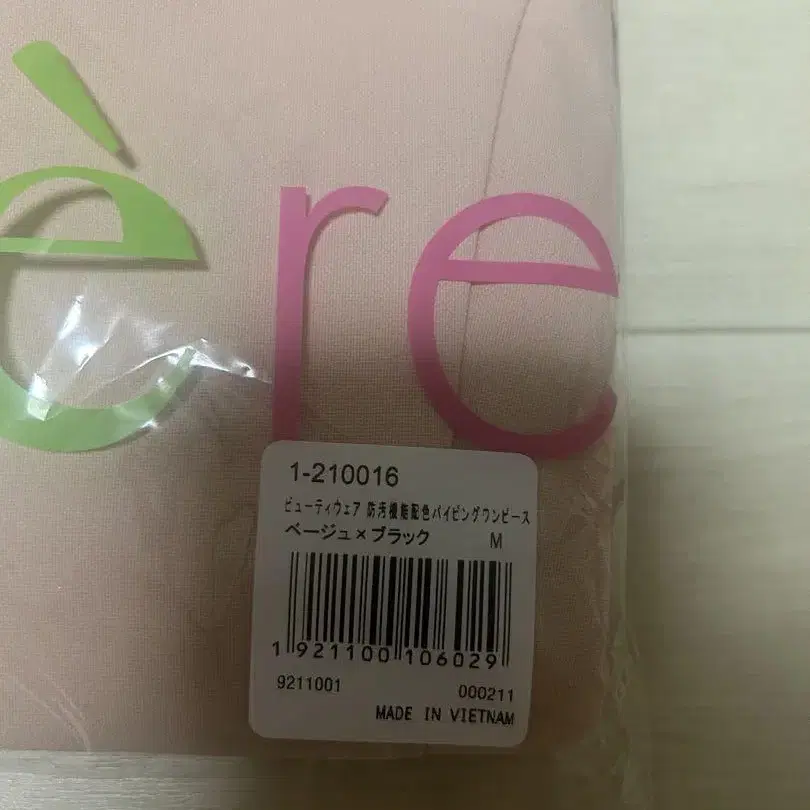 ère
1-210016
ビューティウェア 防汚機能配色パイピングワンピース
ベージュ×ブラック M
1 921100 106029
9211001 000211
MADE IN VIETNAM